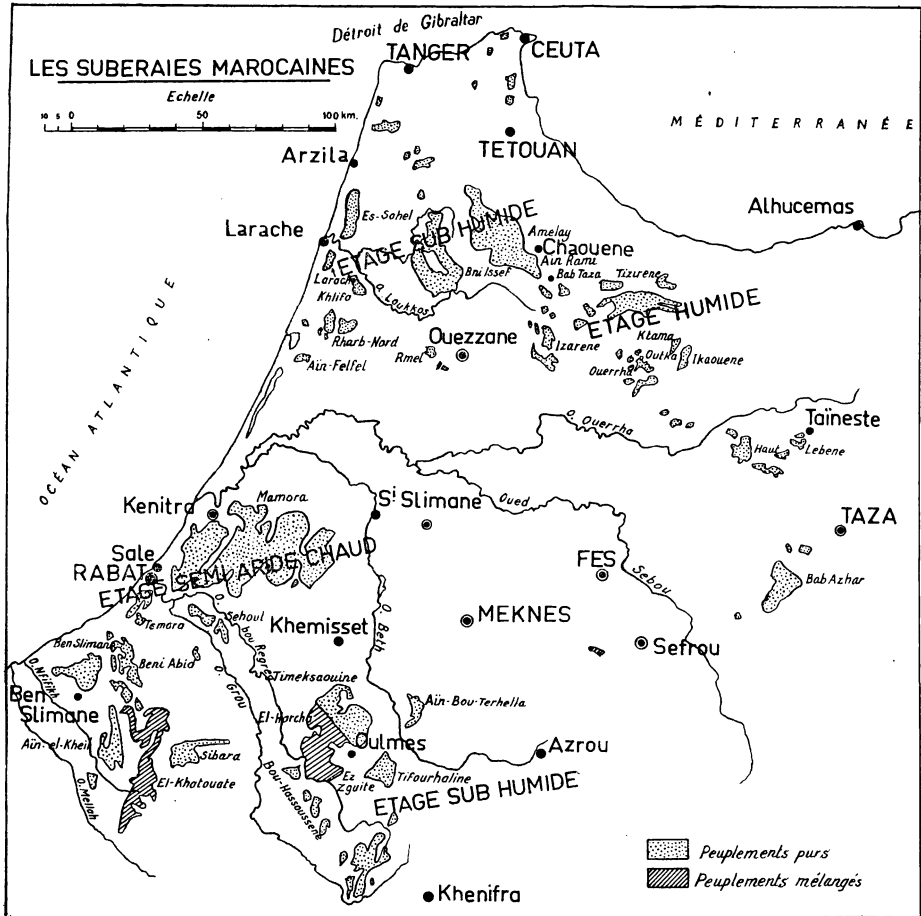 Détroit de Gibraltar
TANGER
CEUTA
LES SUBERAIES MAROCAINES
Echelle
10 5 0 50 100 km.
MÉDITERRANÉE
TETOUAN
Arzila
Alhucemas
Es-Sahel
Larache
ETAGE SUB HUMIDE
Amelay
Chaouene
Ain Rami
Bab Taza
Tizirene
Bni Issef
Larache
Khlifa
O. Loukkos
ETAGE HUMIDE
OCÉAN ATLANTIQUE
Rharb-Nord
Ouezzane
Izarene
Ktama
Outka
Ikaouene
Aïn-Felfel
Rmel
Ouerrha
O. Ouerrha
Taïneste
Haut
Lebene
Kenitra
Mamora
Sⁱ Slimane
Oued
Sebou
TAZA
Sale
RABAT
ETAGE SEMI ARIDE CHAUD
FES
Bab Azhar
Temara
Sehoul
O. bou Regreg
Khemisset
O. Beth
MEKNES
Sefrou
Ben Slimane
Beni Abid
O. Nfifikh
O. Grou
Timeksaouine
Ben
Slimane
El-Harcha
Aïn-Bou-Terhella
Aïn-el-Kheil
Sibara
Oulmes
Azrou
El-Khatouate
O. Mellah
Bou-Hassoussene
Ez
Zguite
Tifourhaline
ETAGE SUB HUMIDE
Peuplements purs
Peuplements mélangés
Khenifra